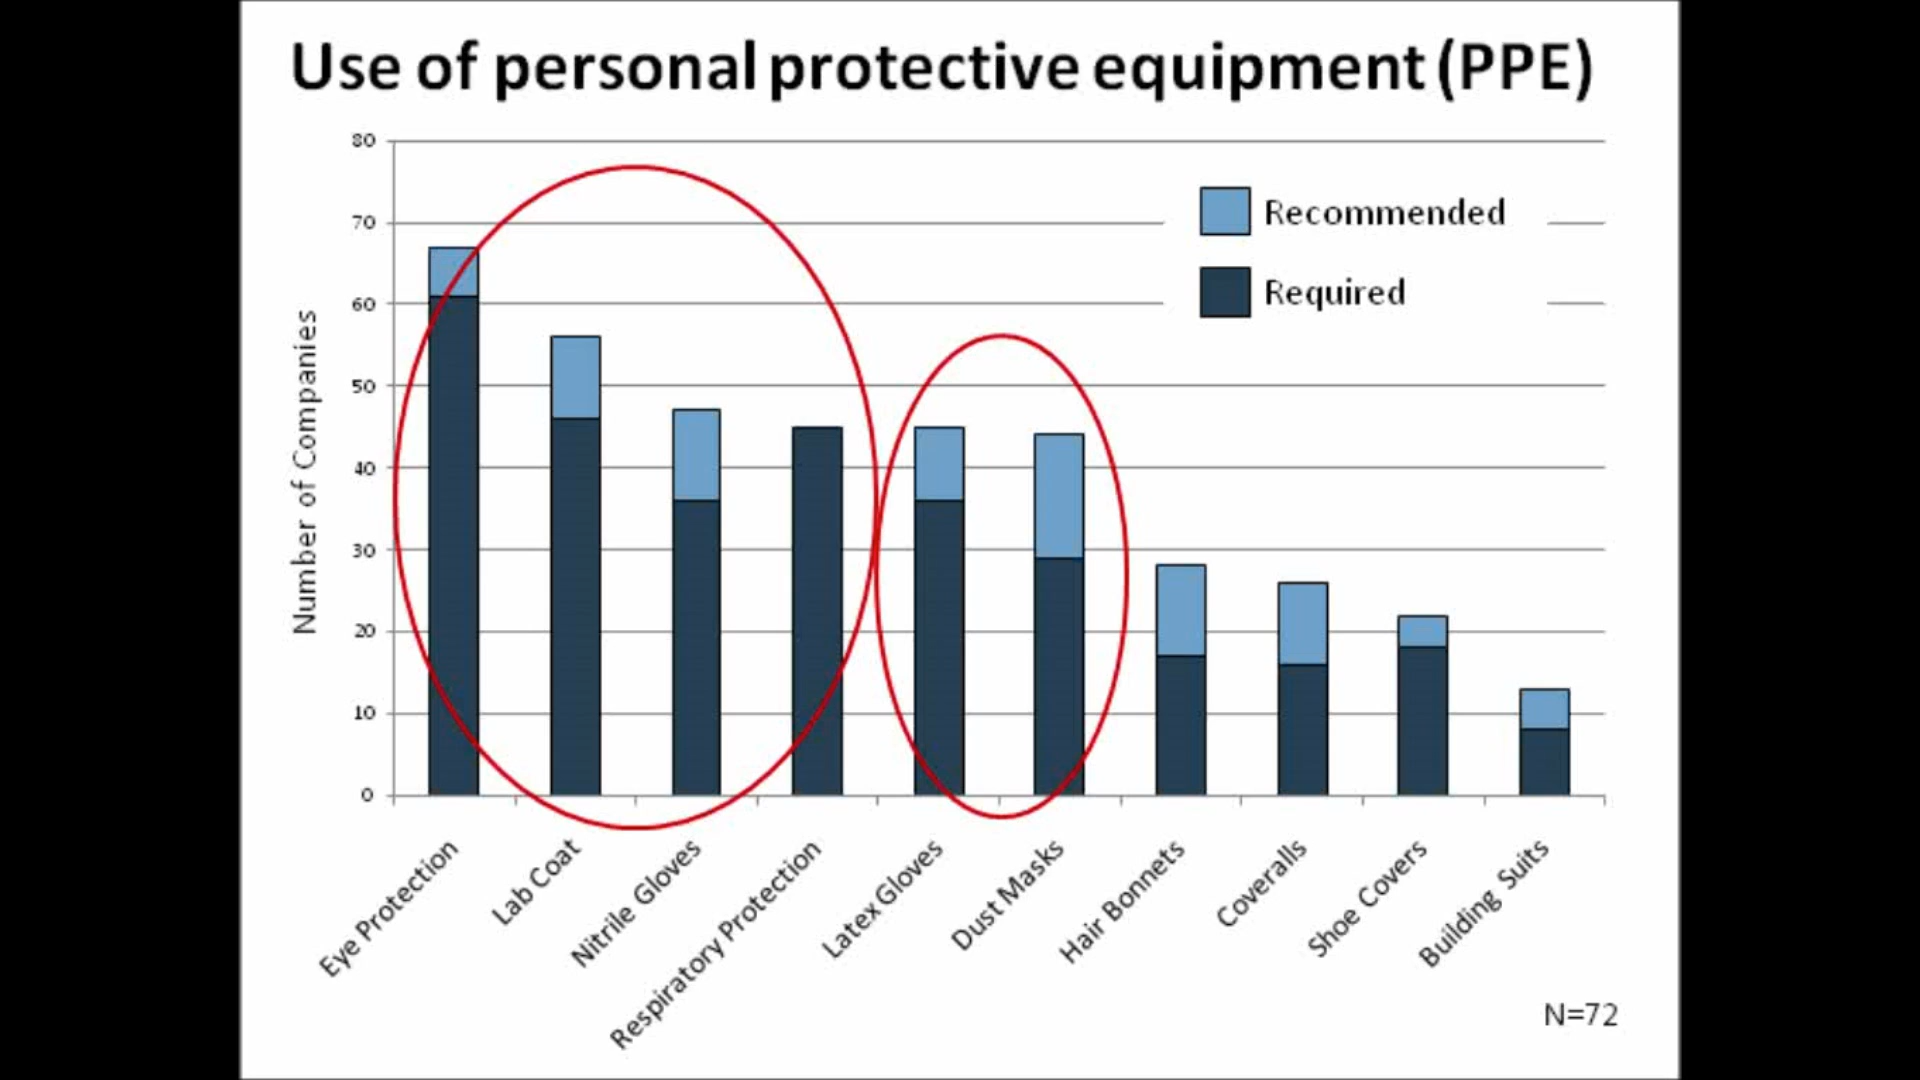 Use of personal protective equipment (PPE)
80
70
60
50
40
30
20
10
0
Number of Companies
Recommended
Required
Eye Protection
Lab Coat
Nitrile Gloves
Respiratory Protection
Latex Gloves
Dust Masks
Hair Bonnets
Coveralls
Shoe Covers
Building Suits
N=72